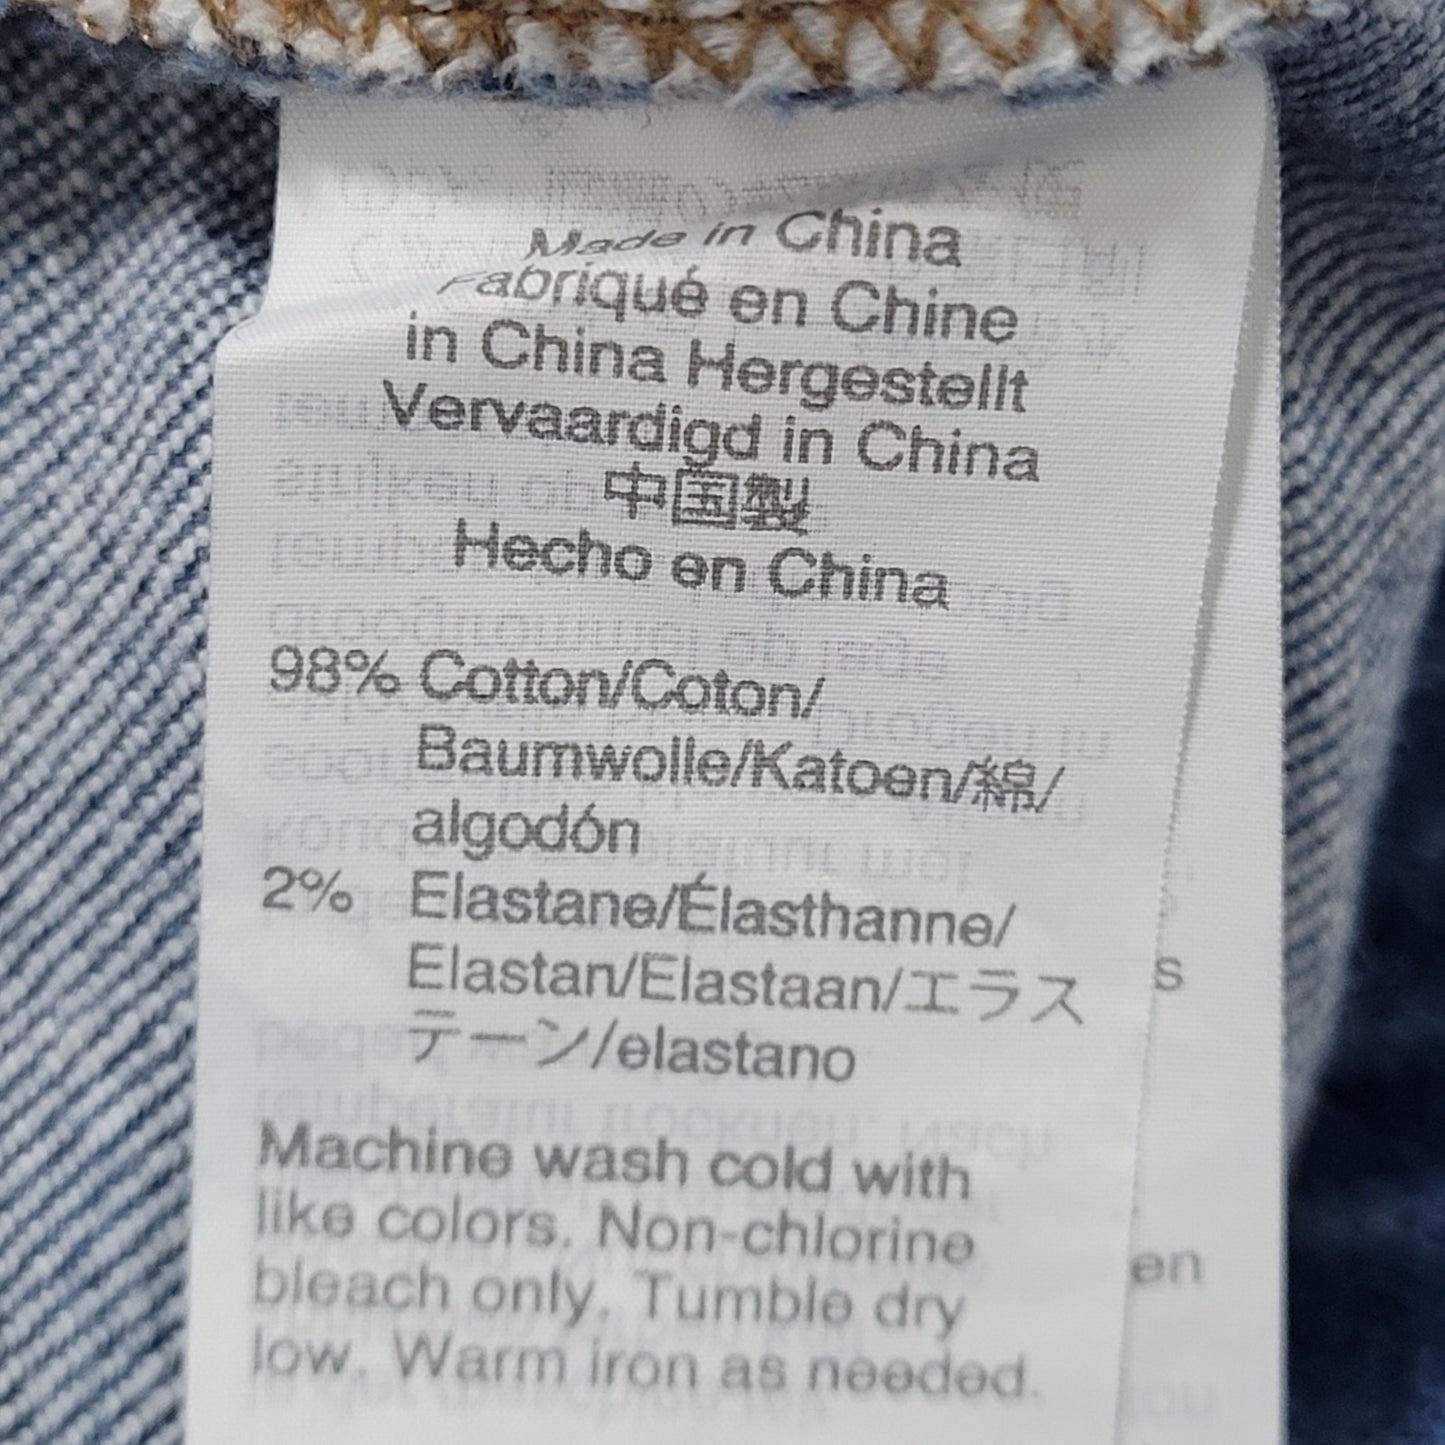 Made in China
Fabriqué en Chine
in China Hergestellt
Vervaardigd in China
中国製
Hecho en China
98% Cotton/Coton/
Baumwolle/Katoen/綿/
algodón
2% Elastane/Élasthanne/
Elastan/Elastaan/エラス
テーン/elastano
Machine wash cold with
like colors. Non-chlorine
bleach only. Tumble dry
low. Warm iron as needed.
s
en